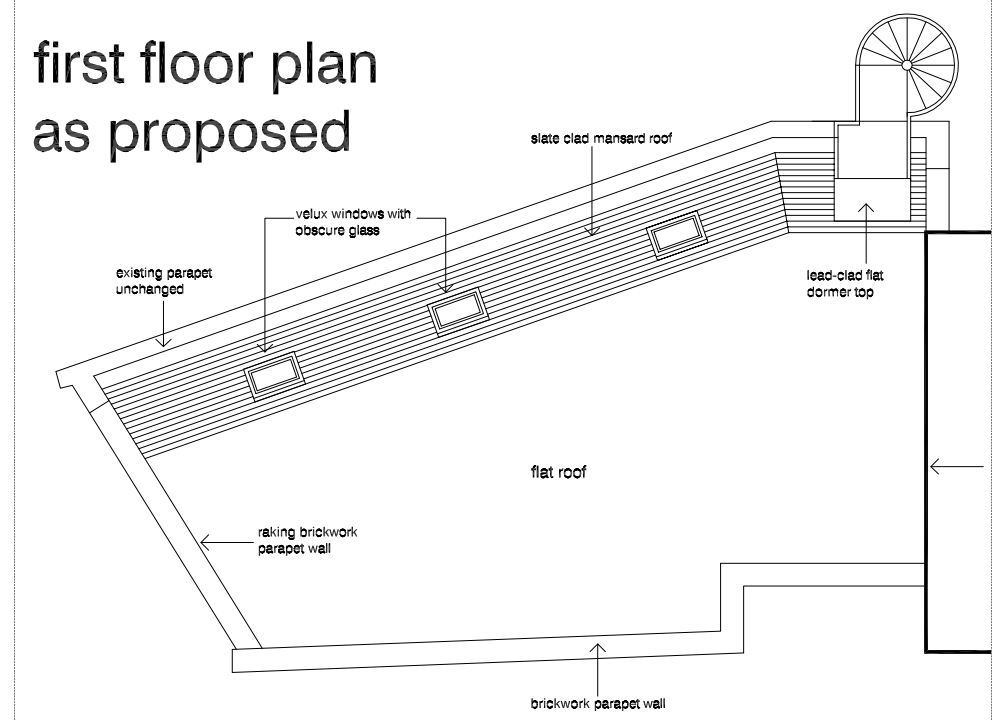 first floor plan
as proposed
slate clad mansard roof
velux windows with
obscure glass
existing parapet
unchanged
lead-clad flat
dormer top
flat roof
raking brickwork
parapet wall
brickwork parapet wall